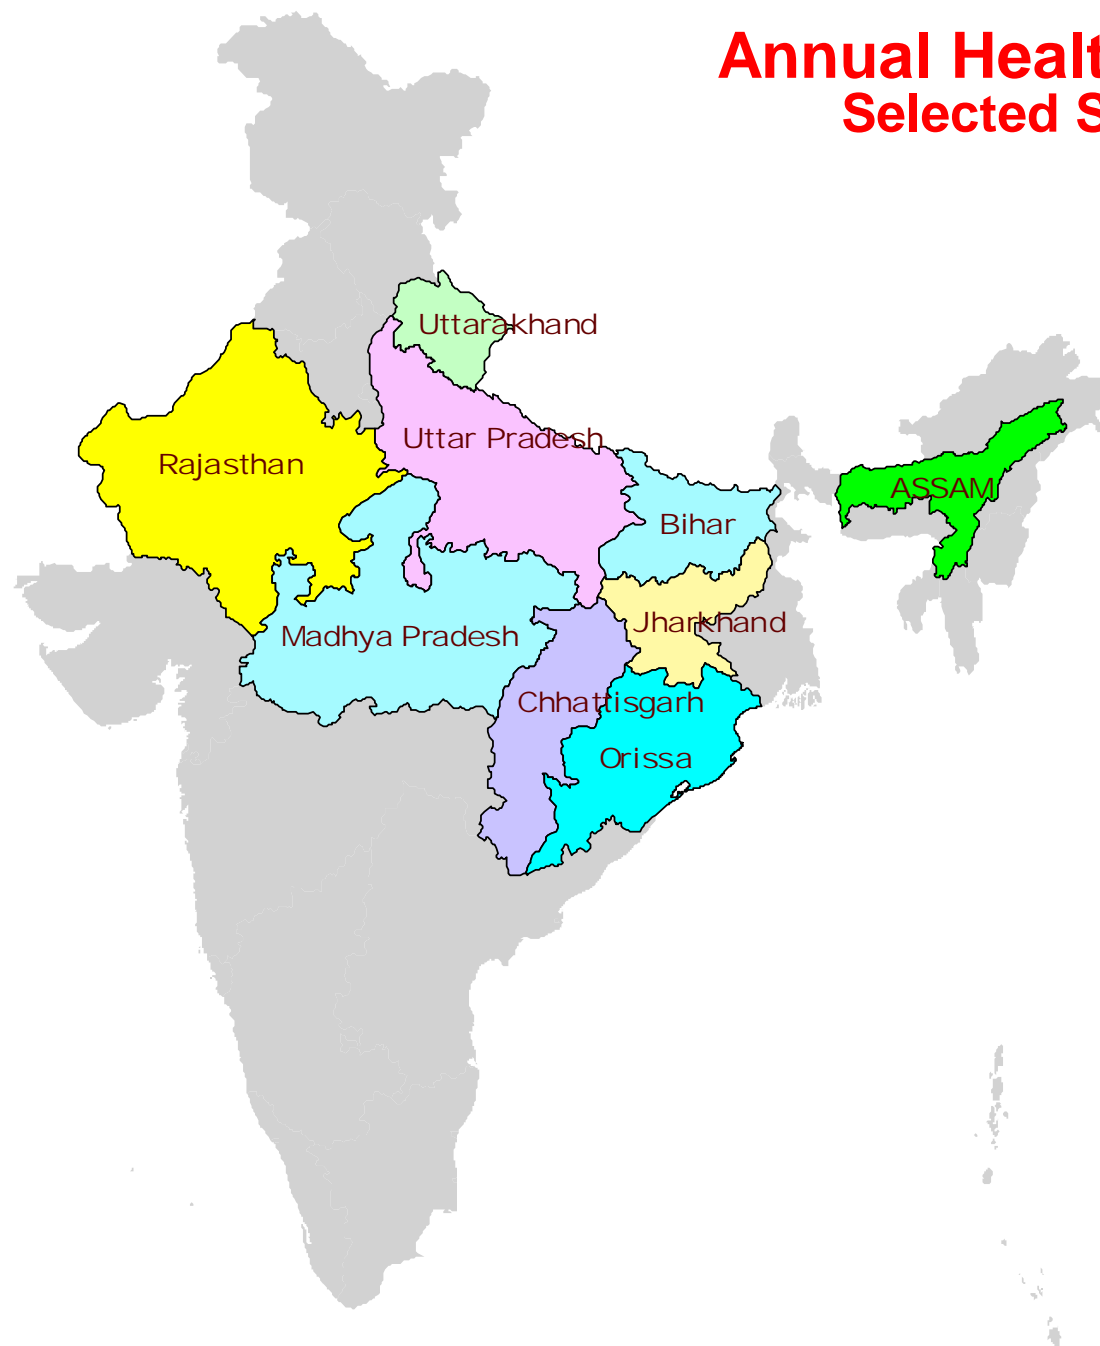 Annual Healt
Selected S
Uttarakhand
Uttar Pradesh
Rajasthan
ASSAM
Bihar
Jharkhand
Madhya Pradesh
Chhattisgarh
Orissa